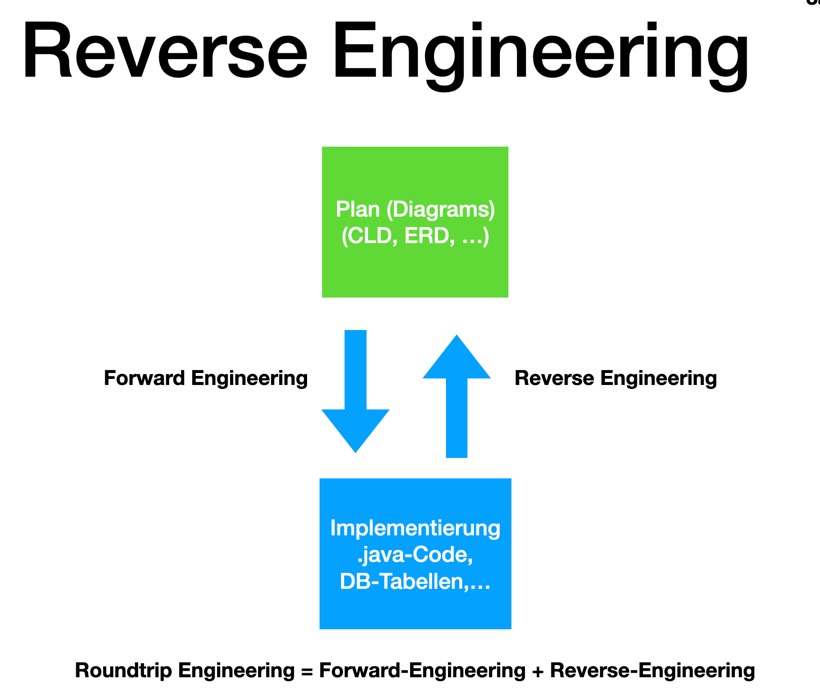 Reverse Engineering
Plan (Diagrams)
(CLD, ERD, …)
Forward Engineering
Reverse Engineering
Implementierung
.java-Code,
DB-Tabellen,…
Roundtrip Engineering = Forward-Engineering + Reverse-Engineering